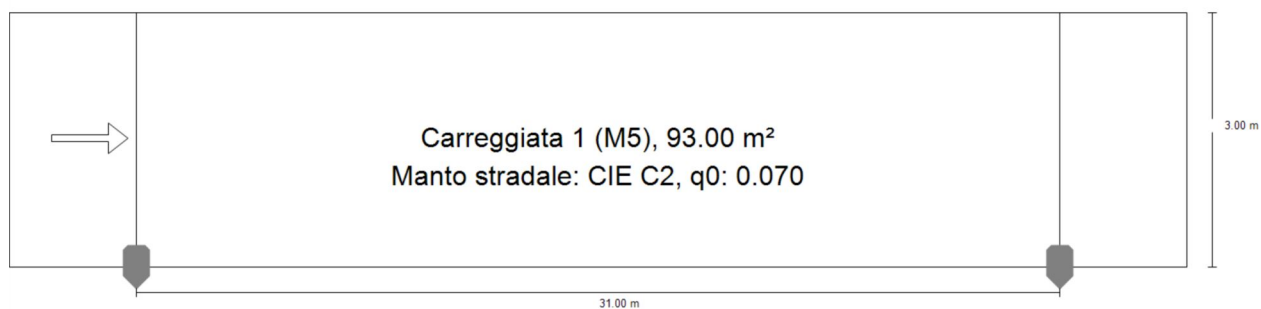 Carreggiata 1 (M5), 93.00 m²
Manto stradale: CIE C2, q0: 0.070
3.00 m
31.00 m